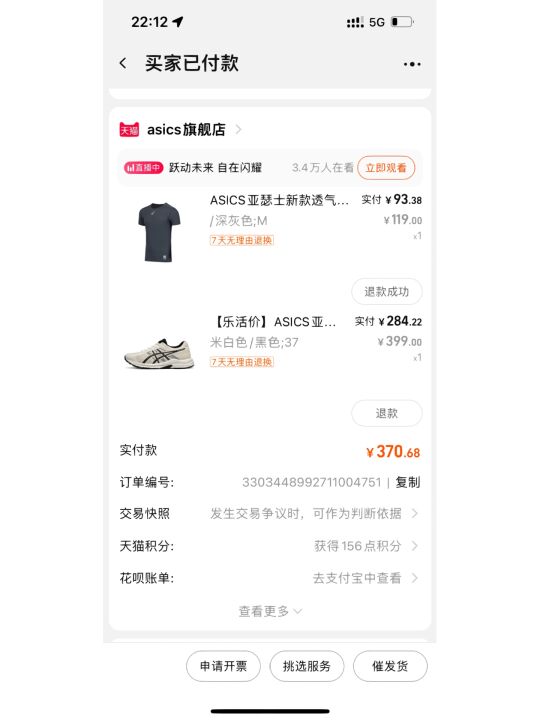 22:12
5G
买家已付款
天猫 asics旗舰店
直播中 跃动未来 自在闪耀 3.4万人在看 立即观看
ASICS亚瑟士新款透气... 实付 ¥93.38
/深灰色;M ¥119.00
7天无理由退换 x1
退款成功
【乐活价】ASICS亚... 实付 ¥284.22
米白色/黑色;37 ¥399.00
7天无理由退换 x1
退款
实付款 ¥370.68
订单编号: 3303448992711004751 | 复制
交易快照 发生交易争议时，可作为判断依据
天猫积分: 获得156点积分
花呗账单: 去支付宝中查看
查看更多
申请开票 挑选服务 催发货